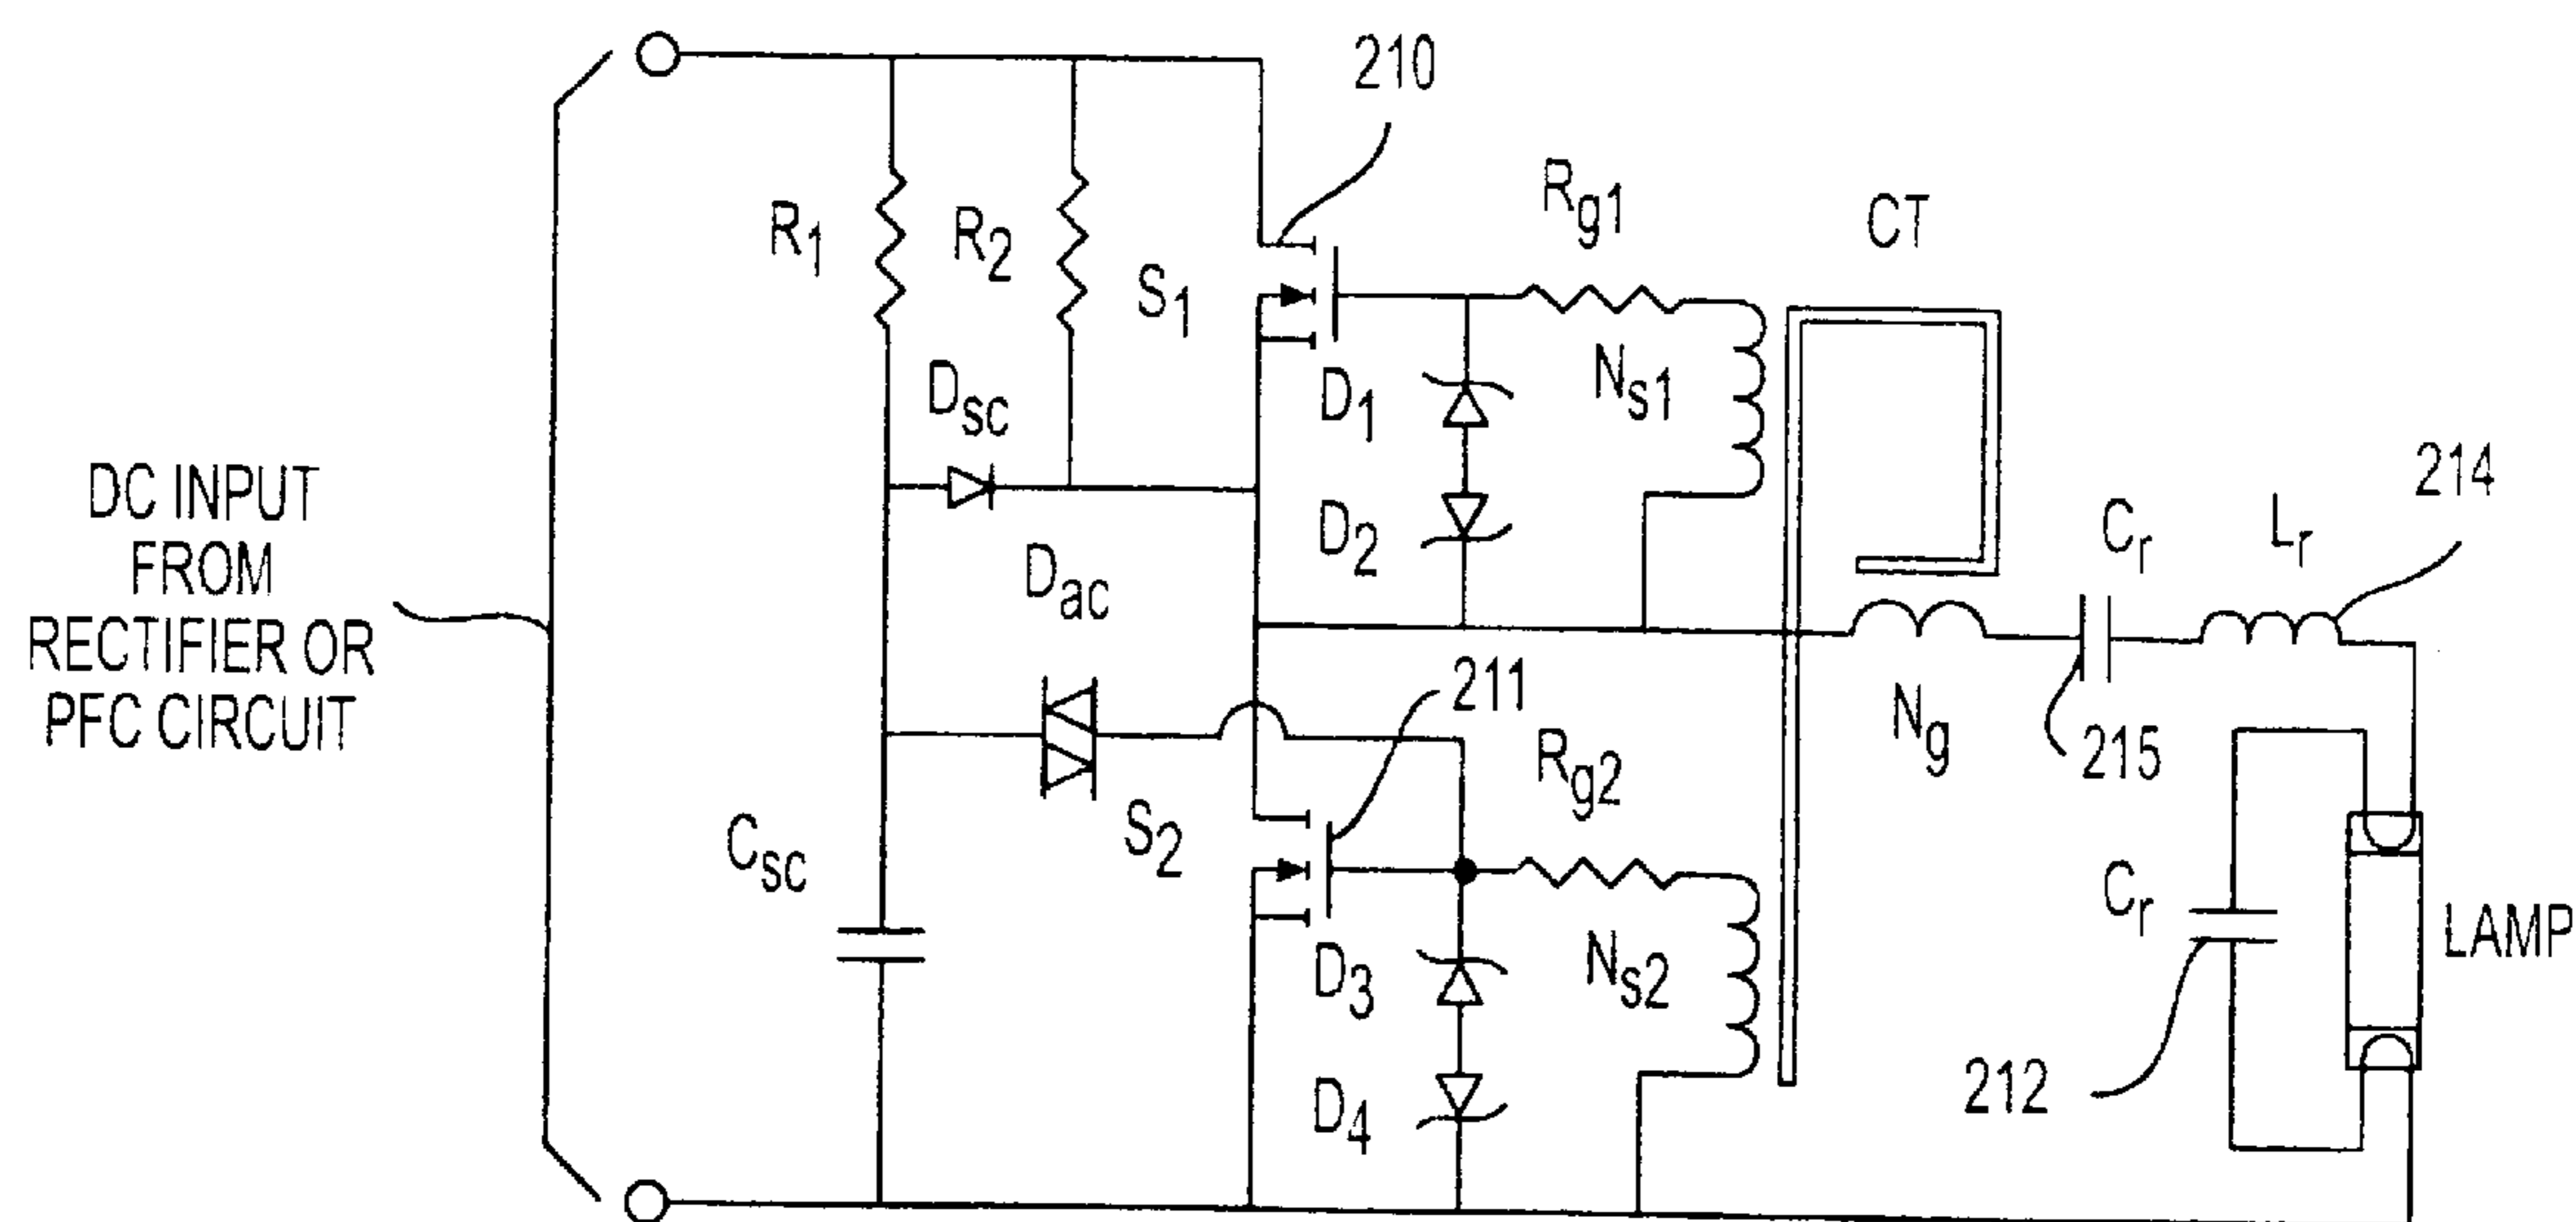 210
R1
R2
S1
Rg1
CT
Dsc
D1
Ns1
DC INPUT
FROM
RECTIFIER OR
PFC CIRCUIT
D2
Cr
Lr
214
Dac
211
Ng
215
Csc
S2
Rg2
Cr
LAMP
D3
Ns2
212
D4